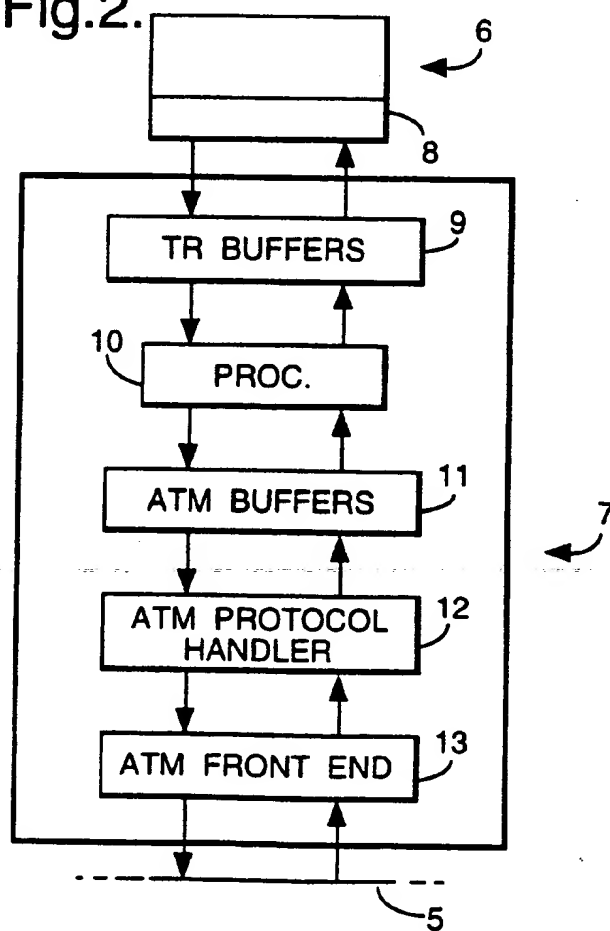 Fig.2.
6
8
TR BUFFERS
9
10
PROC.
ATM BUFFERS
11
7
ATM PROTOCOL
HANDLER
12
ATM FRONT END
13
5